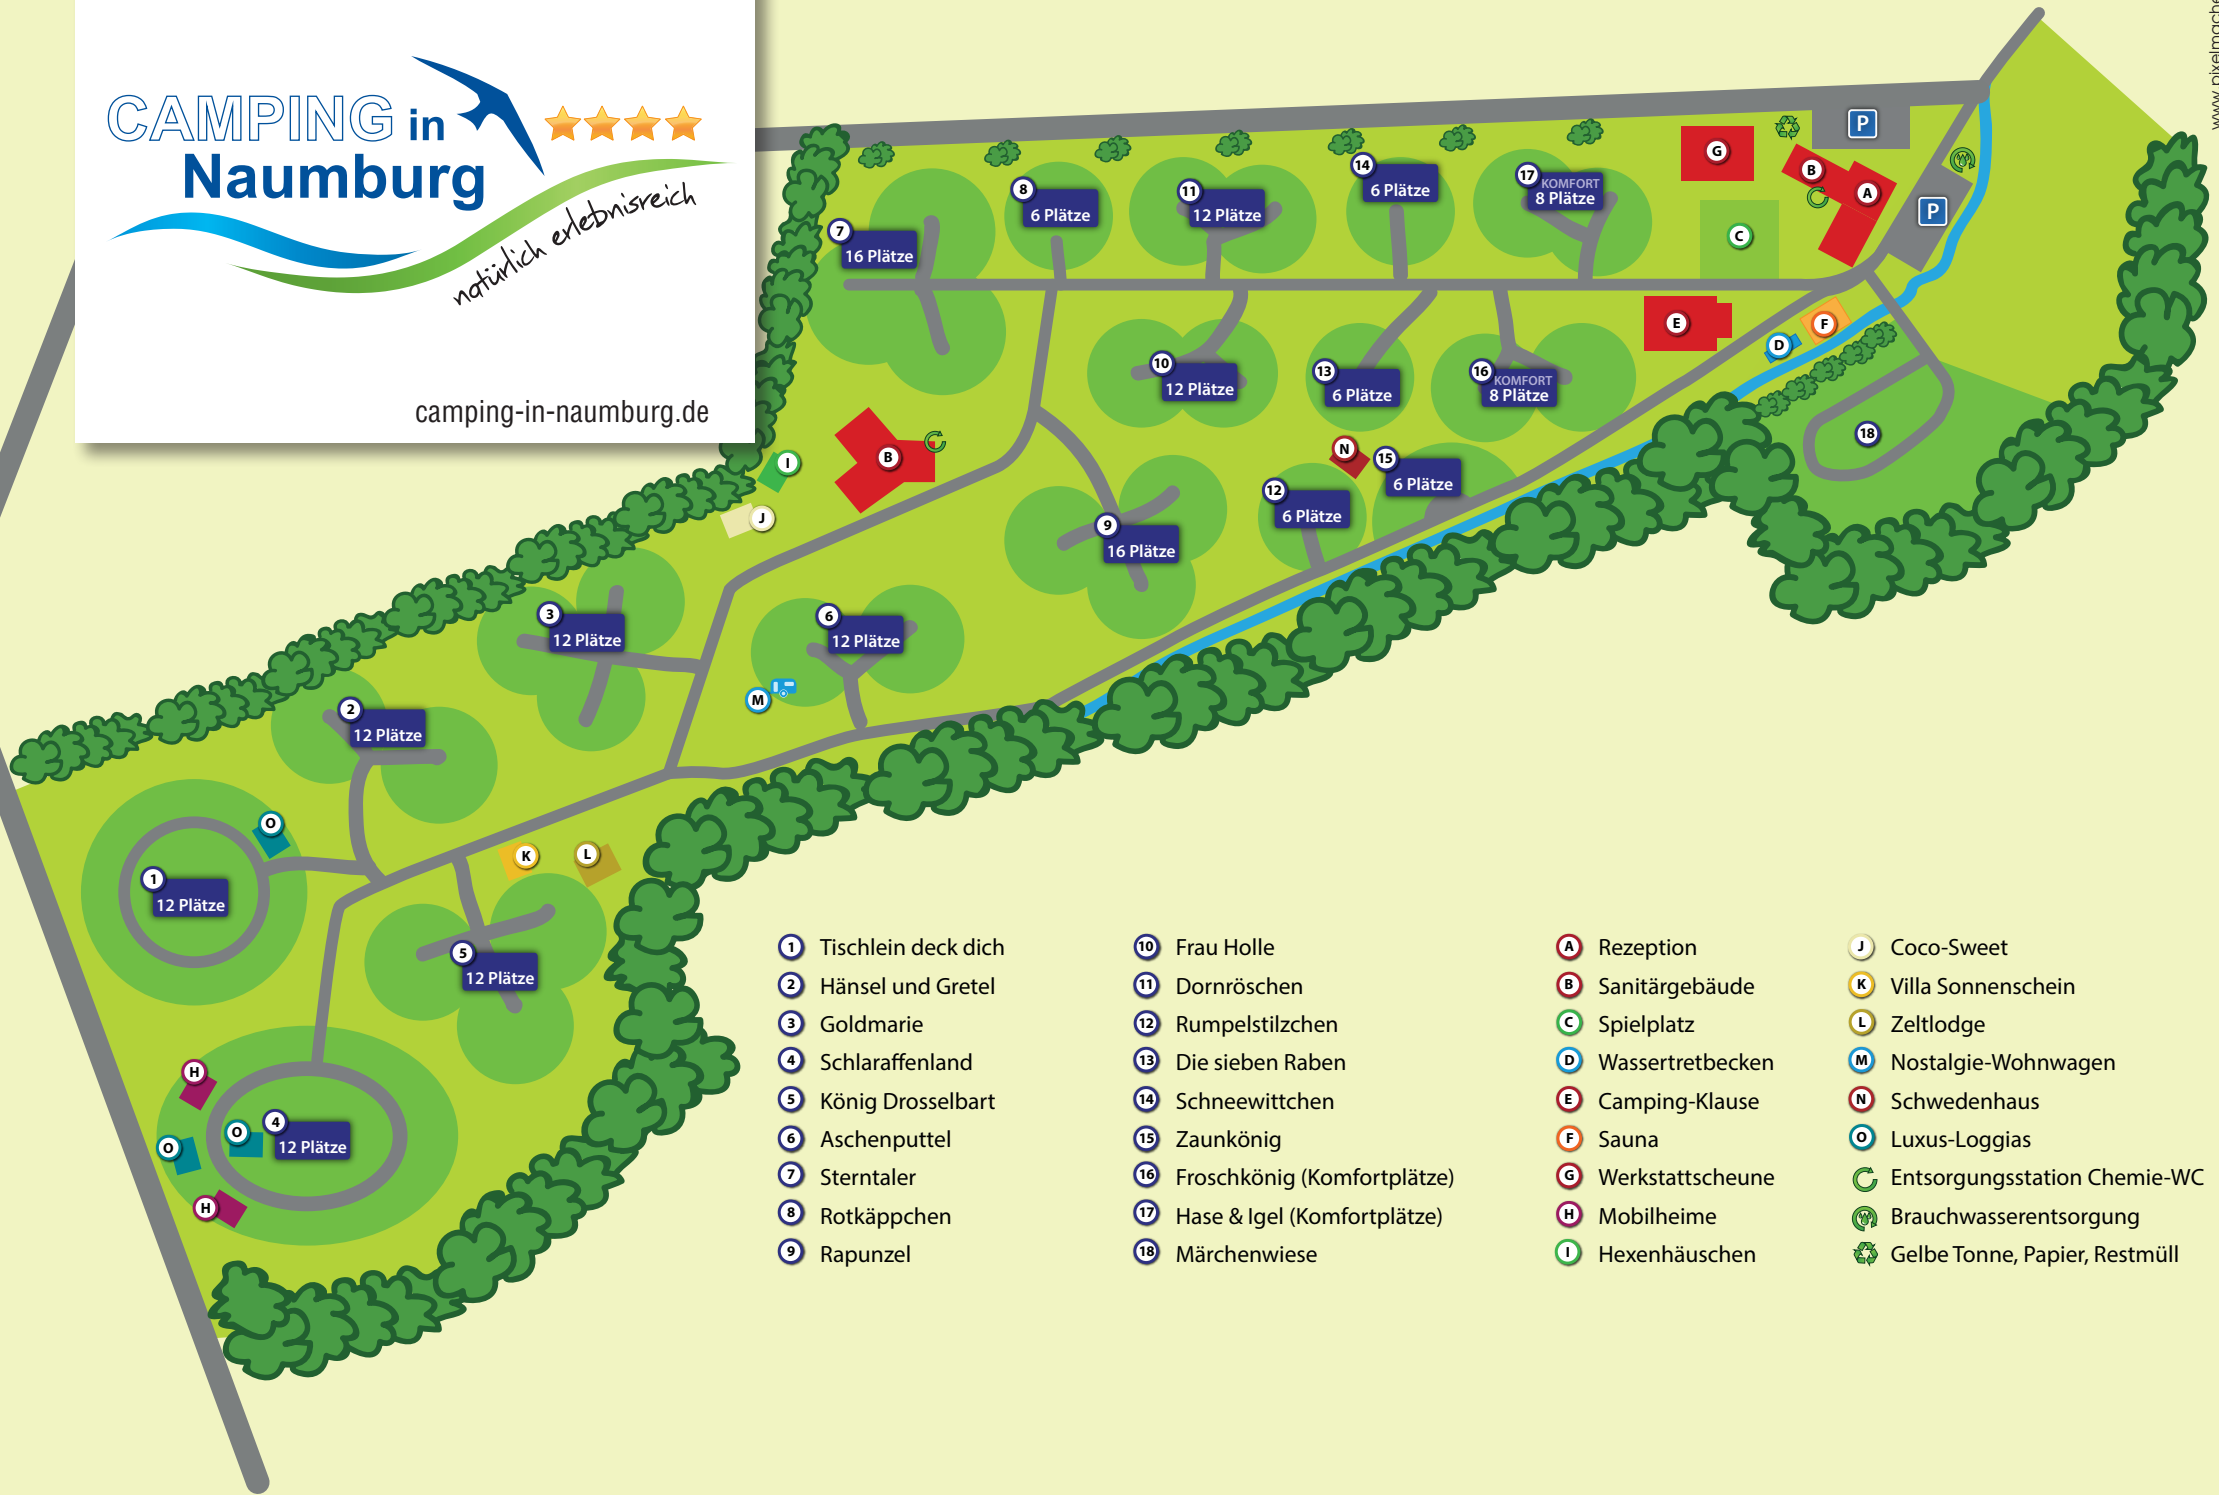 CAMPING in
Naumburg
natürlich erlebnisreich
camping-in-naumburg.de
P
G
B
A
P
C
14
6 Plätze
17
KOMFORT
8 Plätze
8
6 Plätze
11
12 Plätze
7
16 Plätze
E
F
D
10
12 Plätze
13
6 Plätze
16
KOMFORT
8 Plätze
18
I
B
N
15
6 Plätze
J
12
6 Plätze
9
16 Plätze
3
12 Plätze
6
12 Plätze
M
2
12 Plätze
O
K
L
1
12 Plätze
5
12 Plätze
H
O
O
4
12 Plätze
H
1 Tischlein deck dich
2 Hänsel und Gretel
3 Goldmarie
4 Schlaraffenland
5 König Drosselbart
6 Aschenputtel
7 Sterntaler
8 Rotkäppchen
9 Rapunzel
10 Frau Holle
11 Dornröschen
12 Rumpelstilzchen
13 Die sieben Raben
14 Schneewittchen
15 Zaunkönig
16 Froschkönig (Komfortplätze)
17 Hase & Igel (Komfortplätze)
18 Märchenwiese
A Rezeption
B Sanitärgebäude
C Spielplatz
D Wassertretbecken
E Camping-Klause
F Sauna
G Werkstattscheune
H Mobilheime
I Hexenhäuschen
J Coco-Sweet
K Villa Sonnenschein
L Zeltlodge
M Nostalgie-Wohnwagen
N Schwedenhaus
O Luxus-Loggias
Entsorgungsstation Chemie-WC
Brauchwasserentsorgung
Gelbe Tonne, Papier, Restmüll